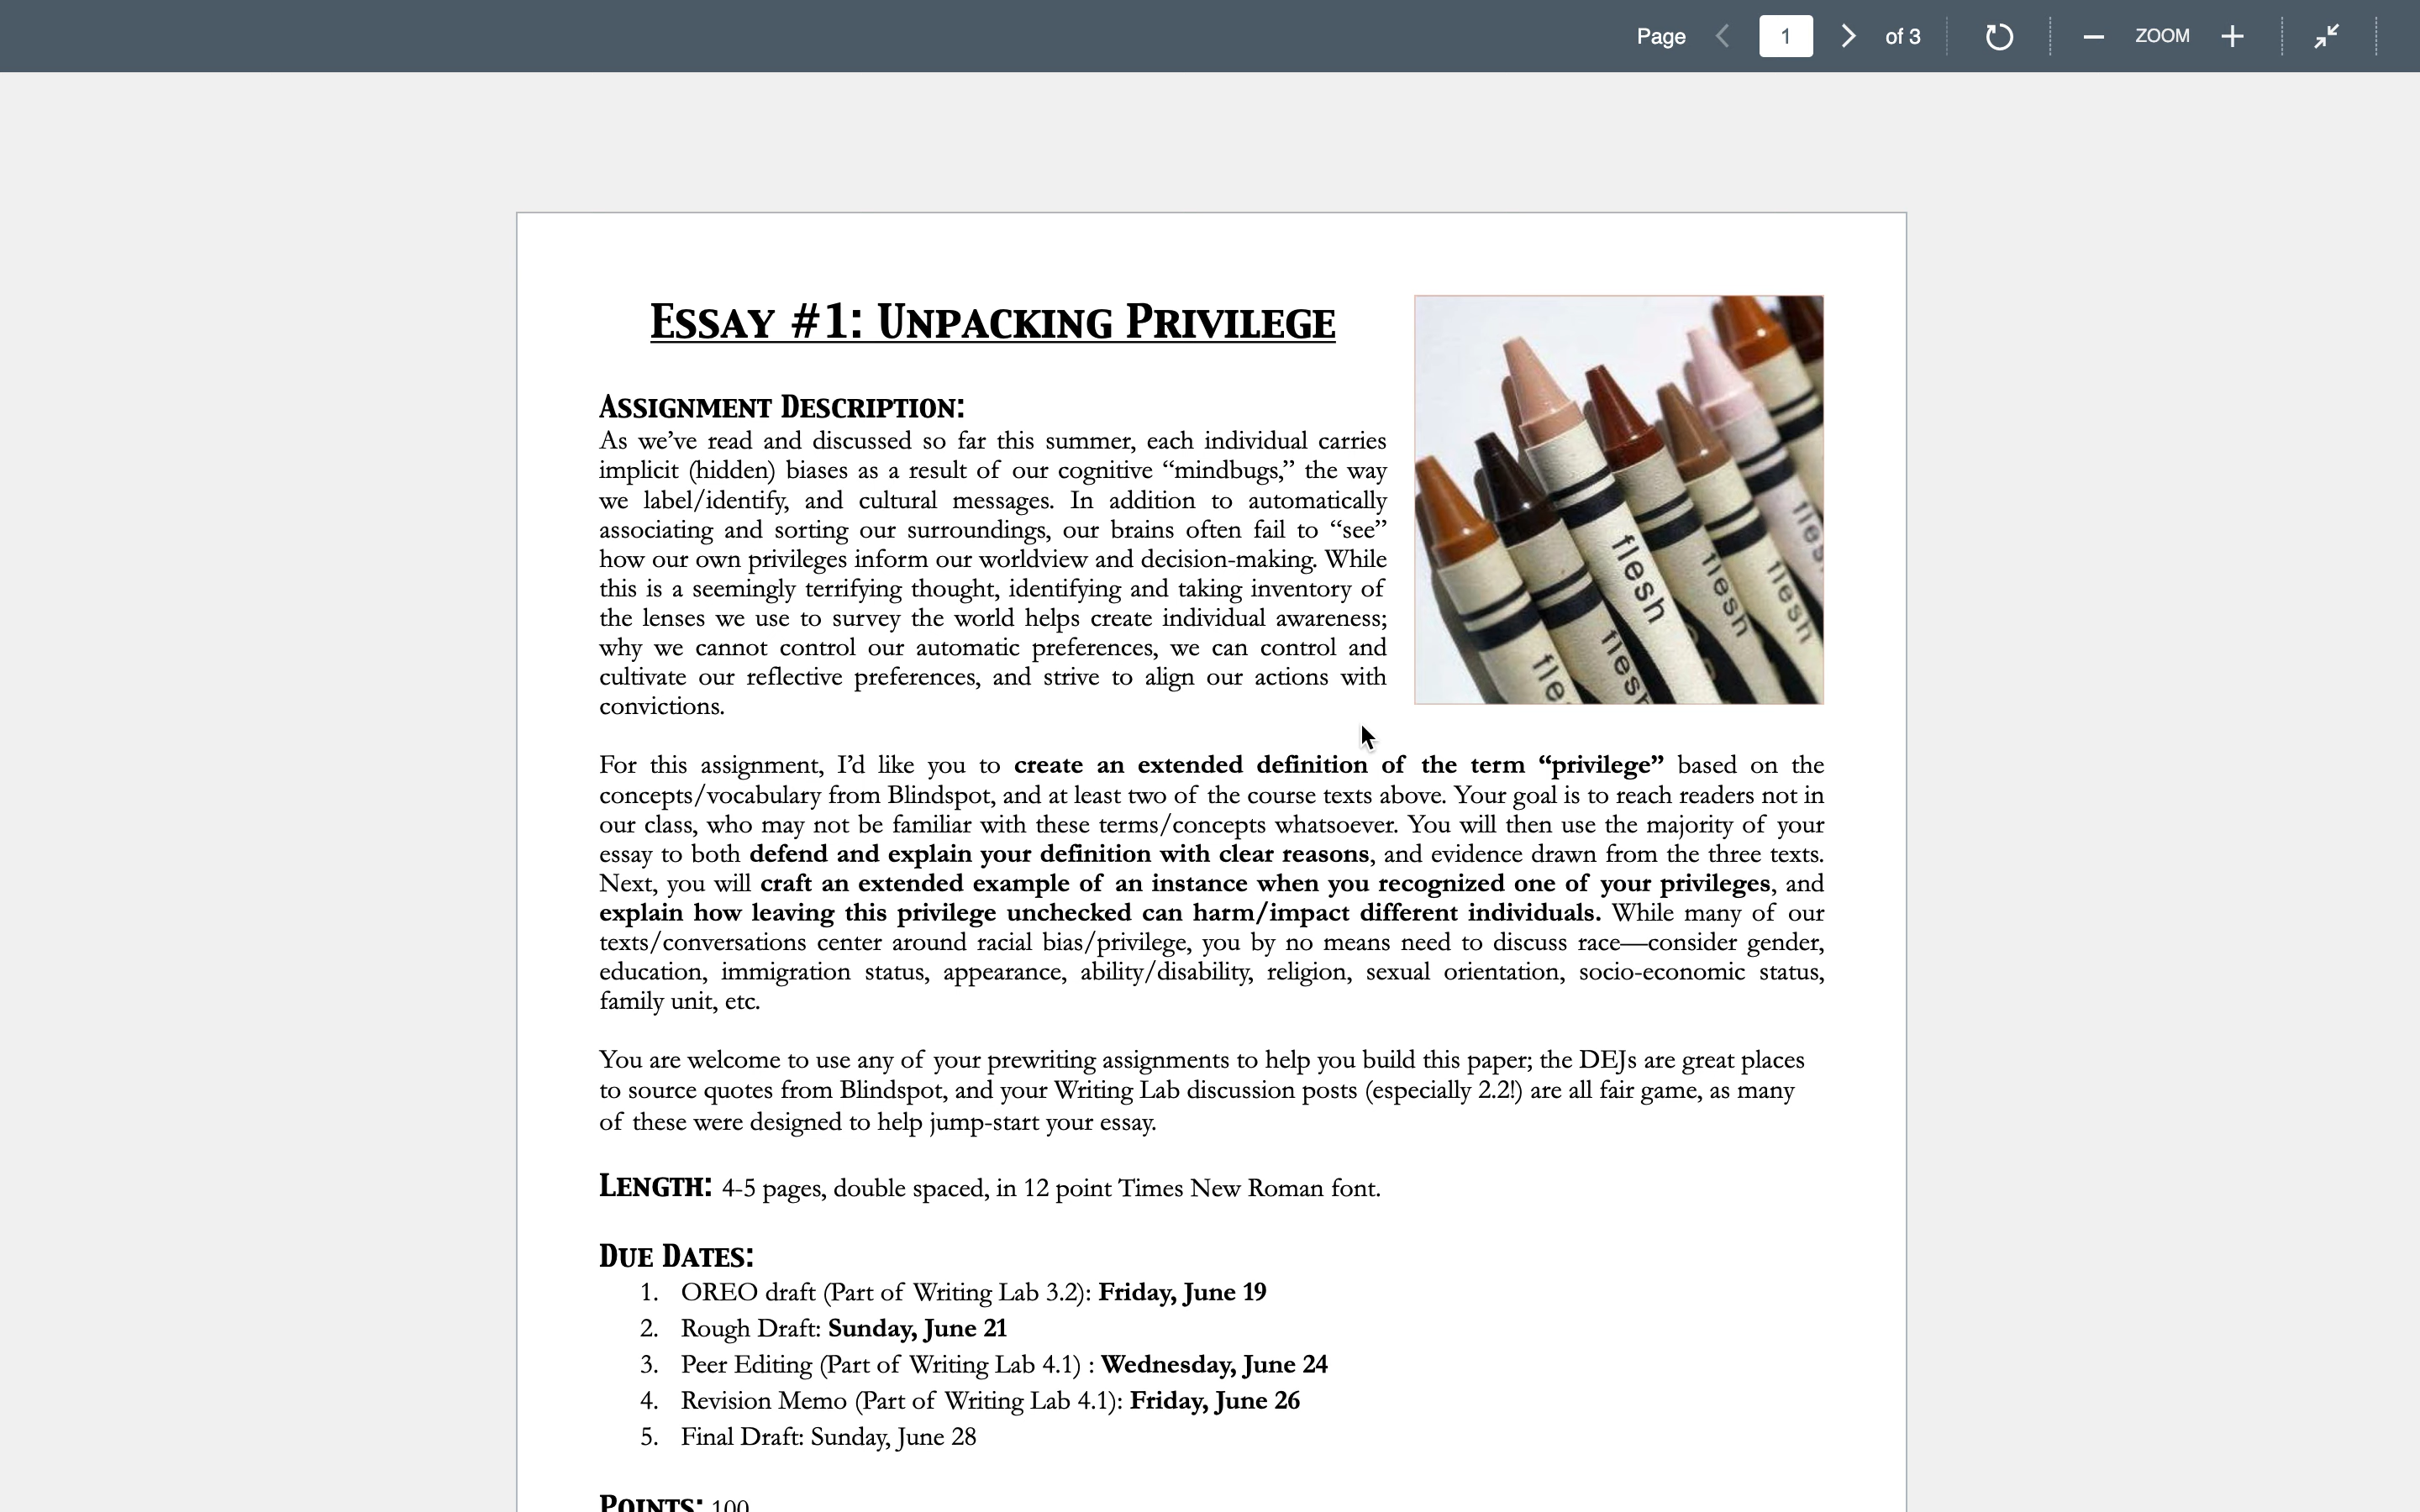 Page 1 of 3 ZOOM
ESSAY #1: UNPACKING PRIVILEGE
ASSIGNMENT DESCRIPTION:
As we’ve read and discussed so far this summer, each individual carries
implicit (hidden) biases as a result of our cognitive “mindbugs,” the way
we label/identify, and cultural messages. In addition to automatically
associating and sorting our surroundings, our brains often fail to “see”
how our own privileges inform our worldview and decision-making. While
this is a seemingly terrifying thought, identifying and taking inventory of
the lenses we use to survey the world helps create individual awareness;
why we cannot control our automatic preferences, we can control and
cultivate our reflective preferences, and strive to align our actions with
convictions.
flesh
flesh
flesh
fles
flesh
fle
For this assignment, I’d like you to create an extended definition of the term “privilege” based on the
concepts/vocabulary from Blindspot, and at least two of the course texts above. Your goal is to reach readers not in
our class, who may not be familiar with these terms/concepts whatsoever. You will then use the majority of your
essay to both defend and explain your definition with clear reasons, and evidence drawn from the three texts.
Next, you will craft an extended example of an instance when you recognized one of your privileges, and
explain how leaving this privilege unchecked can harm/impact different individuals. While many of our
texts/conversations center around racial bias/privilege, you by no means need to discuss race—consider gender,
education, immigration status, appearance, ability/disability, religion, sexual orientation, socio-economic status,
family unit, etc.
You are welcome to use any of your prewriting assignments to help you build this paper; the DEJs are great places
to source quotes from Blindspot, and your Writing Lab discussion posts (especially 2.2!) are all fair game, as many
of these were designed to help jump-start your essay.
LENGTH: 4-5 pages, double spaced, in 12 point Times New Roman font.
DUE DATES:
1. OREO draft (Part of Writing Lab 3.2): Friday, June 19
2. Rough Draft: Sunday, June 21
3. Peer Editing (Part of Writing Lab 4.1) : Wednesday, June 24
4. Revision Memo (Part of Writing Lab 4.1): Friday, June 26
5. Final Draft: Sunday, June 28
POINTS: 100